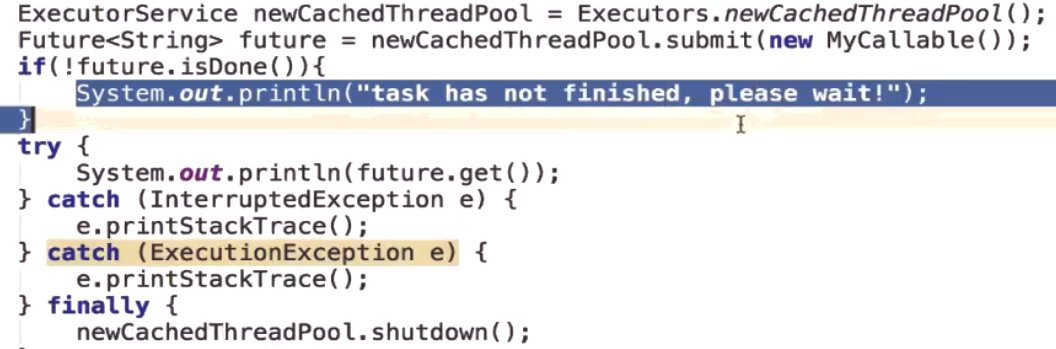 ExecutorService newCachedThreadPool = Executors.newCachedThreadPool();
Future<String> future = newCachedThreadPool.submit(new MyCallable());
if(!future.isDone()){
    System.out.println("task has not finished, please wait!");
}
try {
    System.out.println(future.get());
} catch (InterruptedException e) {
    e.printStackTrace();
} catch (ExecutionException e) {
    e.printStackTrace();
} finally {
    newCachedThreadPool.shutdown();